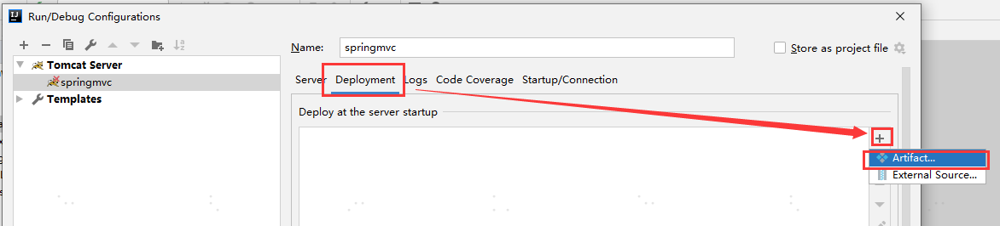 Run/Debug Configurations
Name: springmvc
Store as project file
Tomcat Server
springmvc
Templates
Server Deployment Logs Code Coverage Startup/Connection
Deploy at the server startup
Artifact...
External Source...